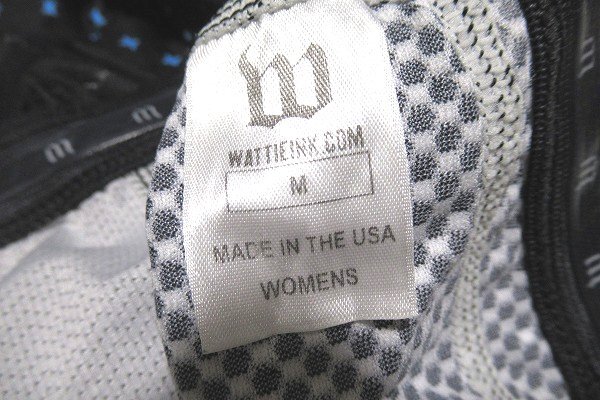 m
WATTIEINK.COM
M
MADE IN THE USA
WOMENS